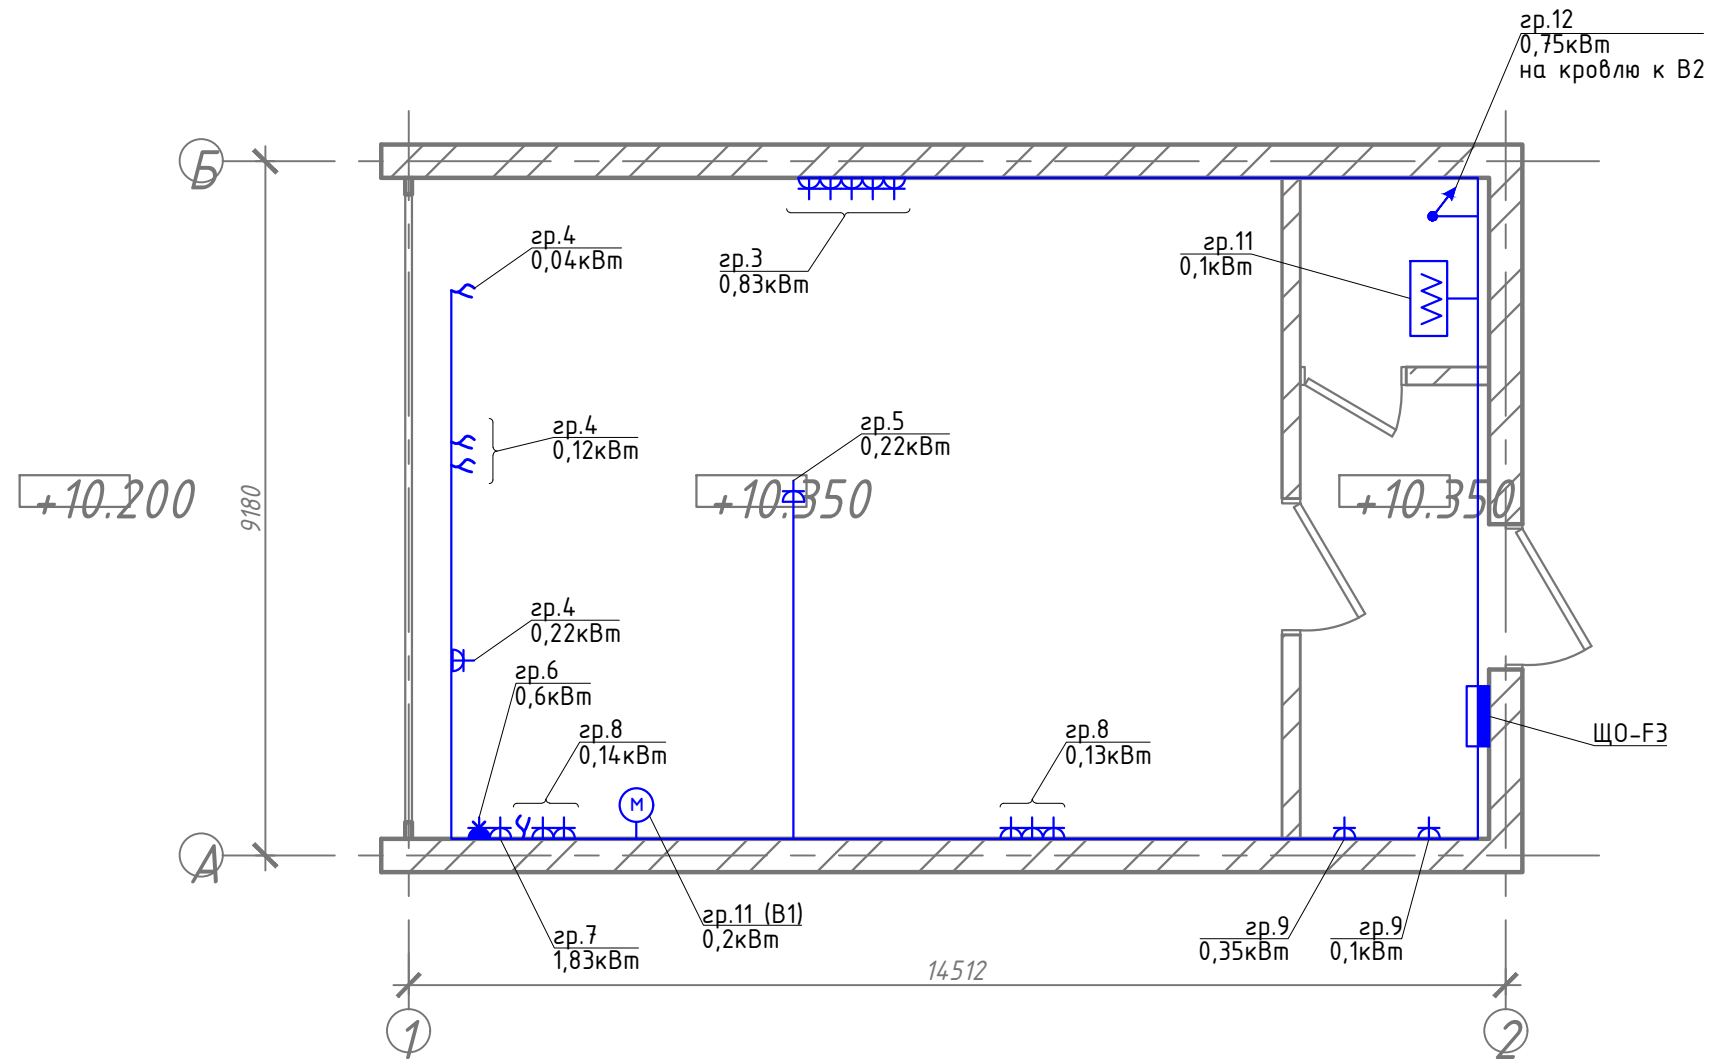 гр.12
0,75кВт
на кровлю к В2
Б
гр.4
0,04кВт
гр.3
0,83кВт
гр.11
0,1кВт
гр.4
0,12кВт
гр.5
0,22кВт
+10.200
9180
+10.350
+10.350
гр.4
0,22кВт
гр.6
0,6кВт
гр.8
0,14кВт
гр.8
0,13кВт
ЩО-F3
М
А
гр.7
1,83кВт
гр.11 (В1)
0,2кВт
гр.9
0,35кВт
гр.9
0,1кВт
14512
1
2